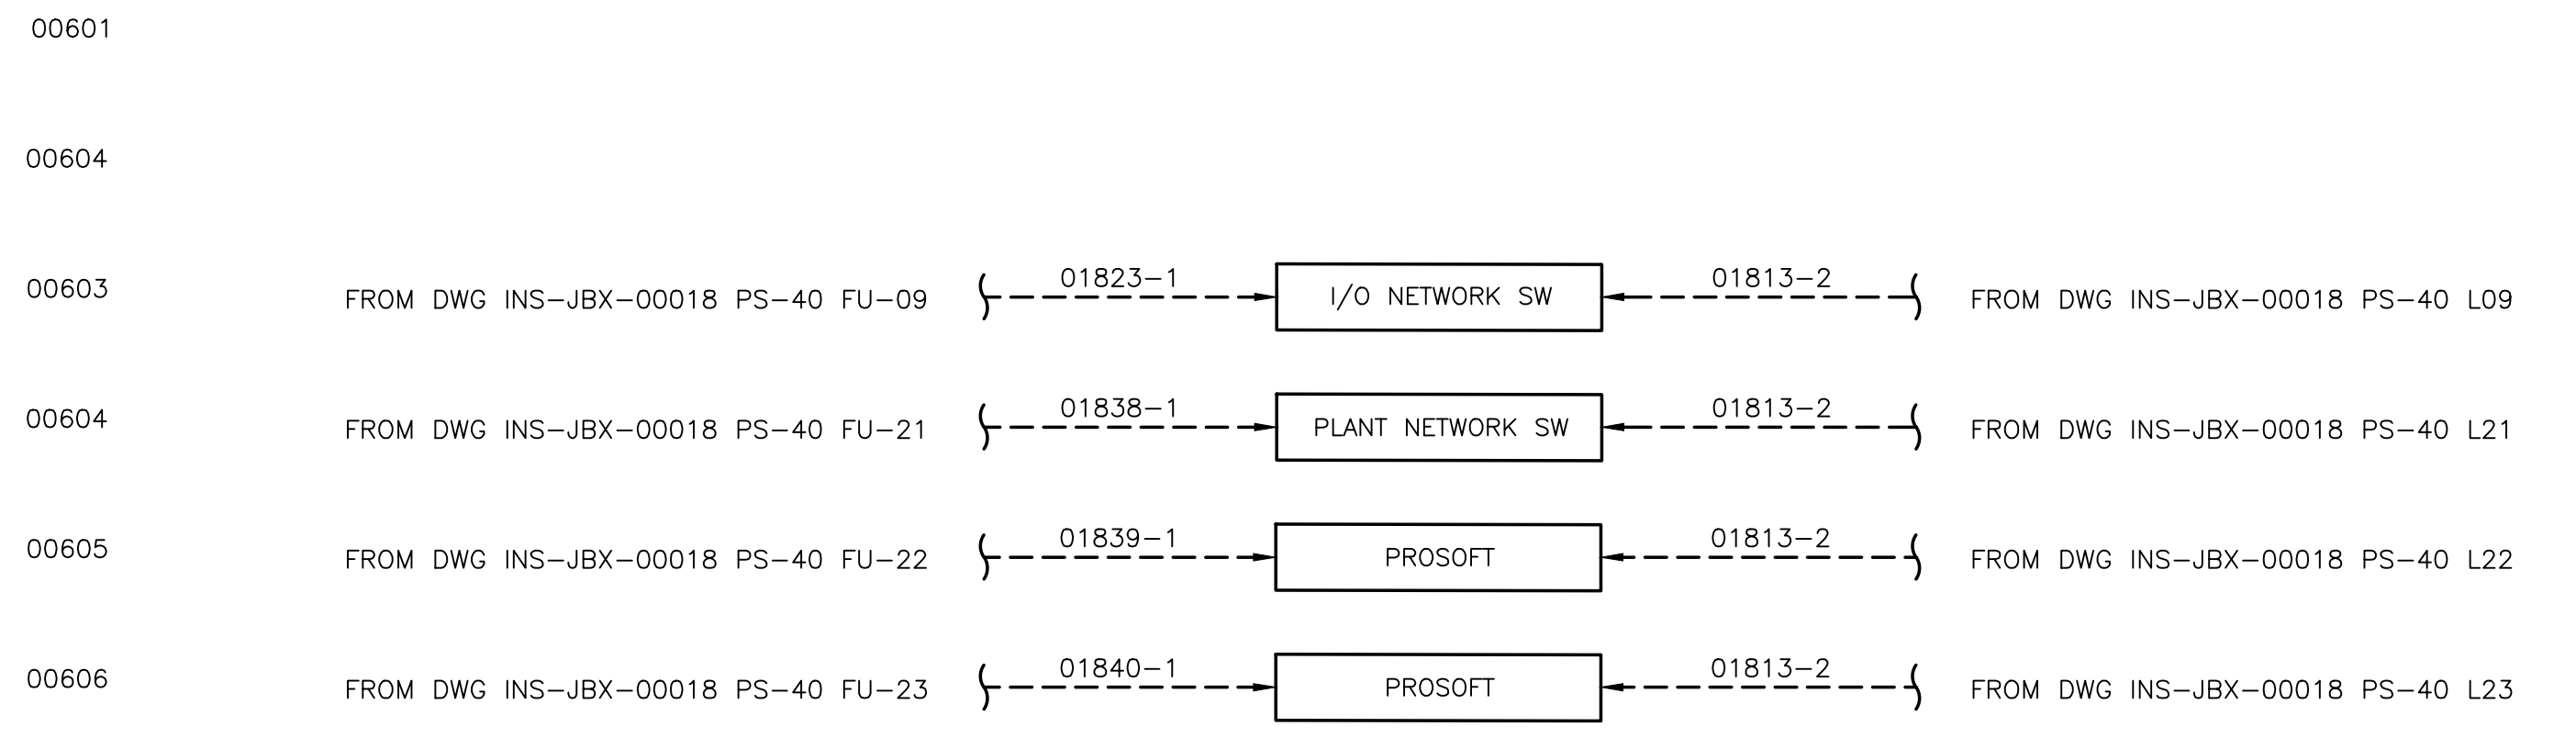 00601
00604
00603 FROM DWG INS-JBX-00018 PS-40 FU-09 01823-1 I/O NETWORK SW 01813-2 FROM DWG INS-JBX-00018 PS-40 L09
00604 FROM DWG INS-JBX-00018 PS-40 FU-21 01838-1 PLANT NETWORK SW 01813-2 FROM DWG INS-JBX-00018 PS-40 L21
00605 FROM DWG INS-JBX-00018 PS-40 FU-22 01839-1 PROSOFT 01813-2 FROM DWG INS-JBX-00018 PS-40 L22
00606 FROM DWG INS-JBX-00018 PS-40 FU-23 01840-1 PROSOFT 01813-2 FROM DWG INS-JBX-00018 PS-40 L23